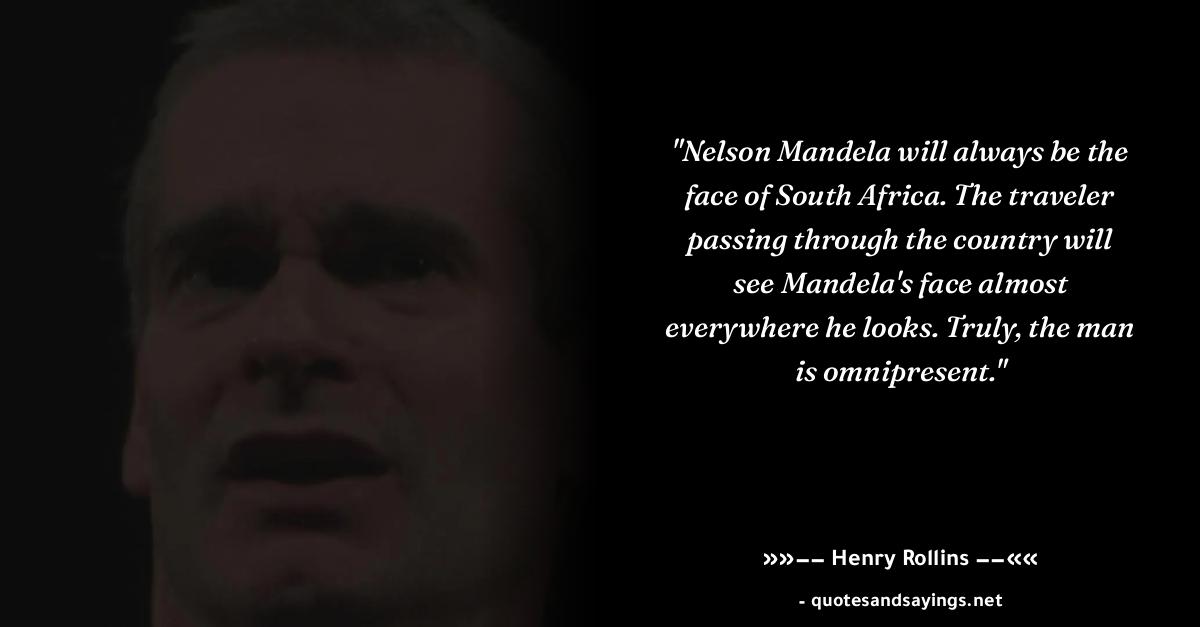 "Nelson Mandela will always be the
face of South Africa. The traveler
passing through the country will
see Mandela's face almost
everywhere he looks. Truly, the man
is omnipresent."
»»–– Henry Rollins ––««
- quotesandsayings.net